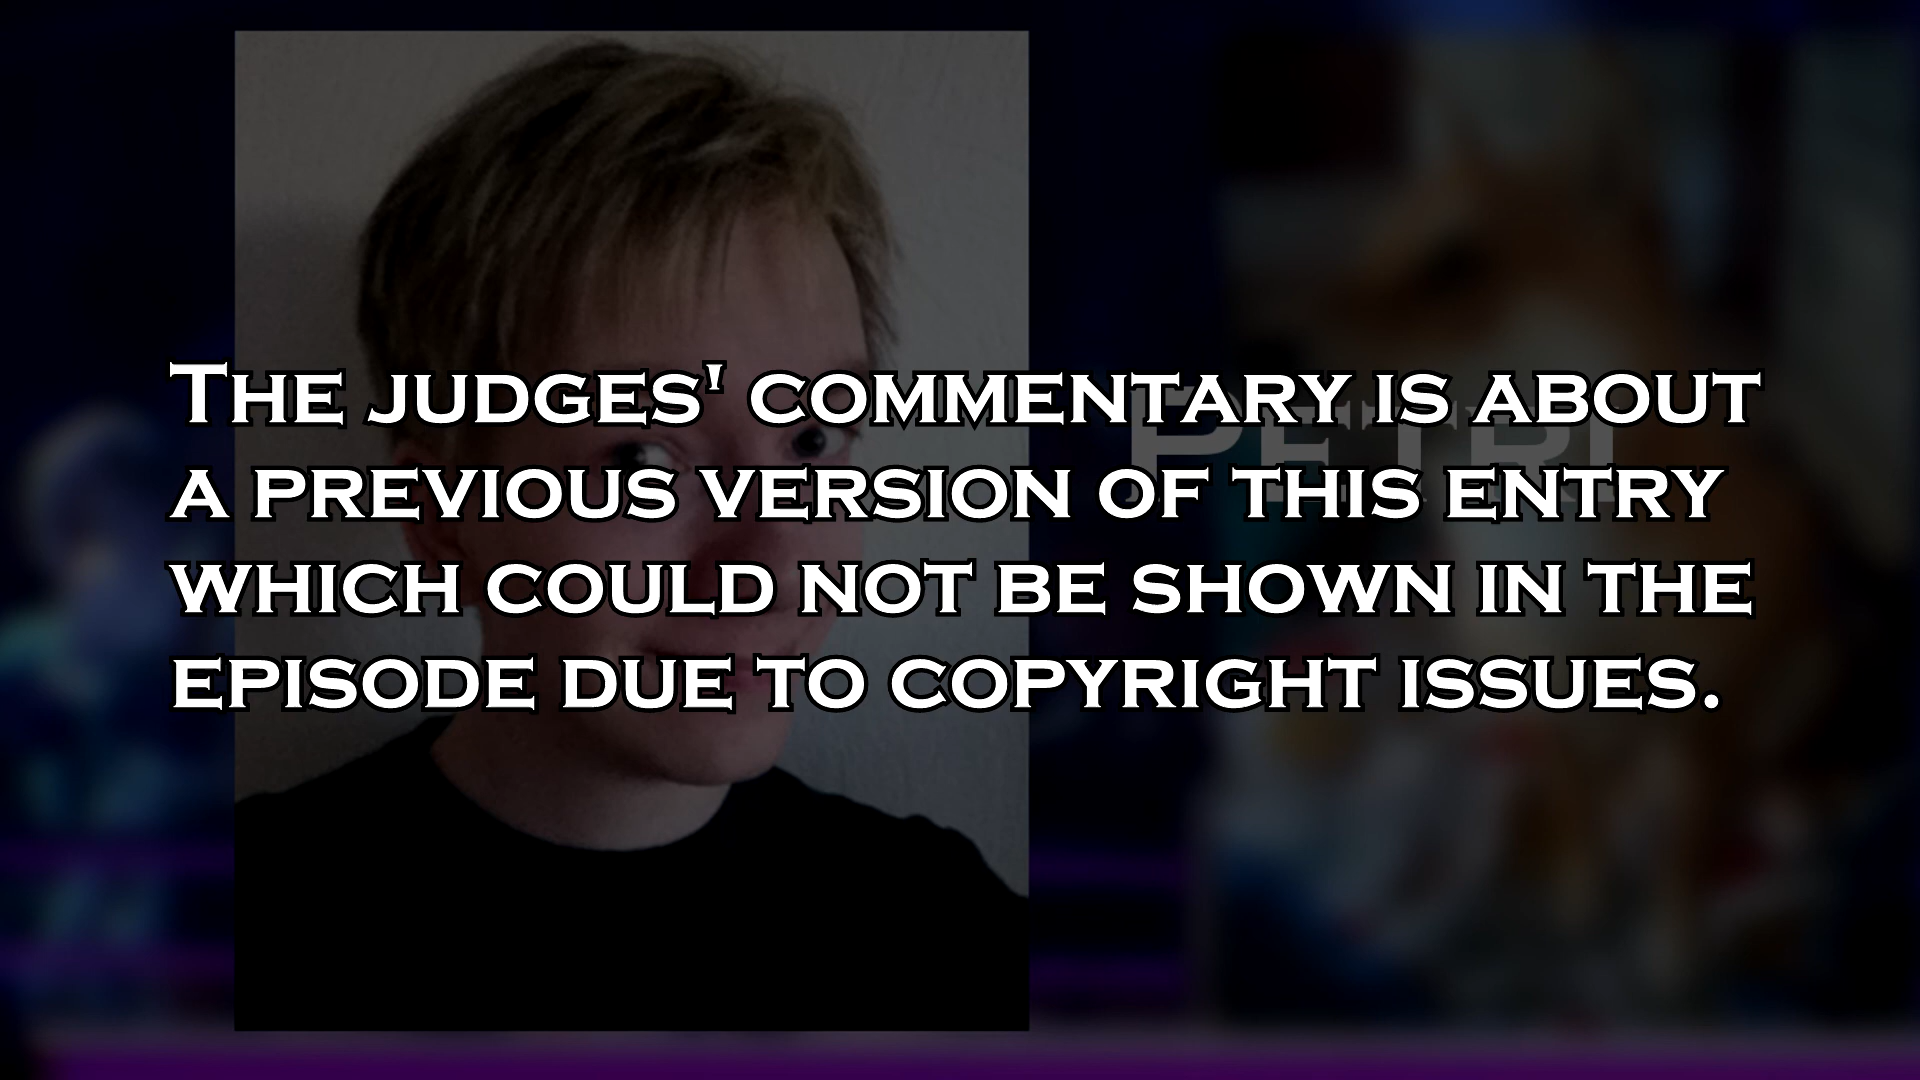 The judges' commentary is about
a previous version of this entry
which could not be shown in the
episode due to copyright issues.
Petri